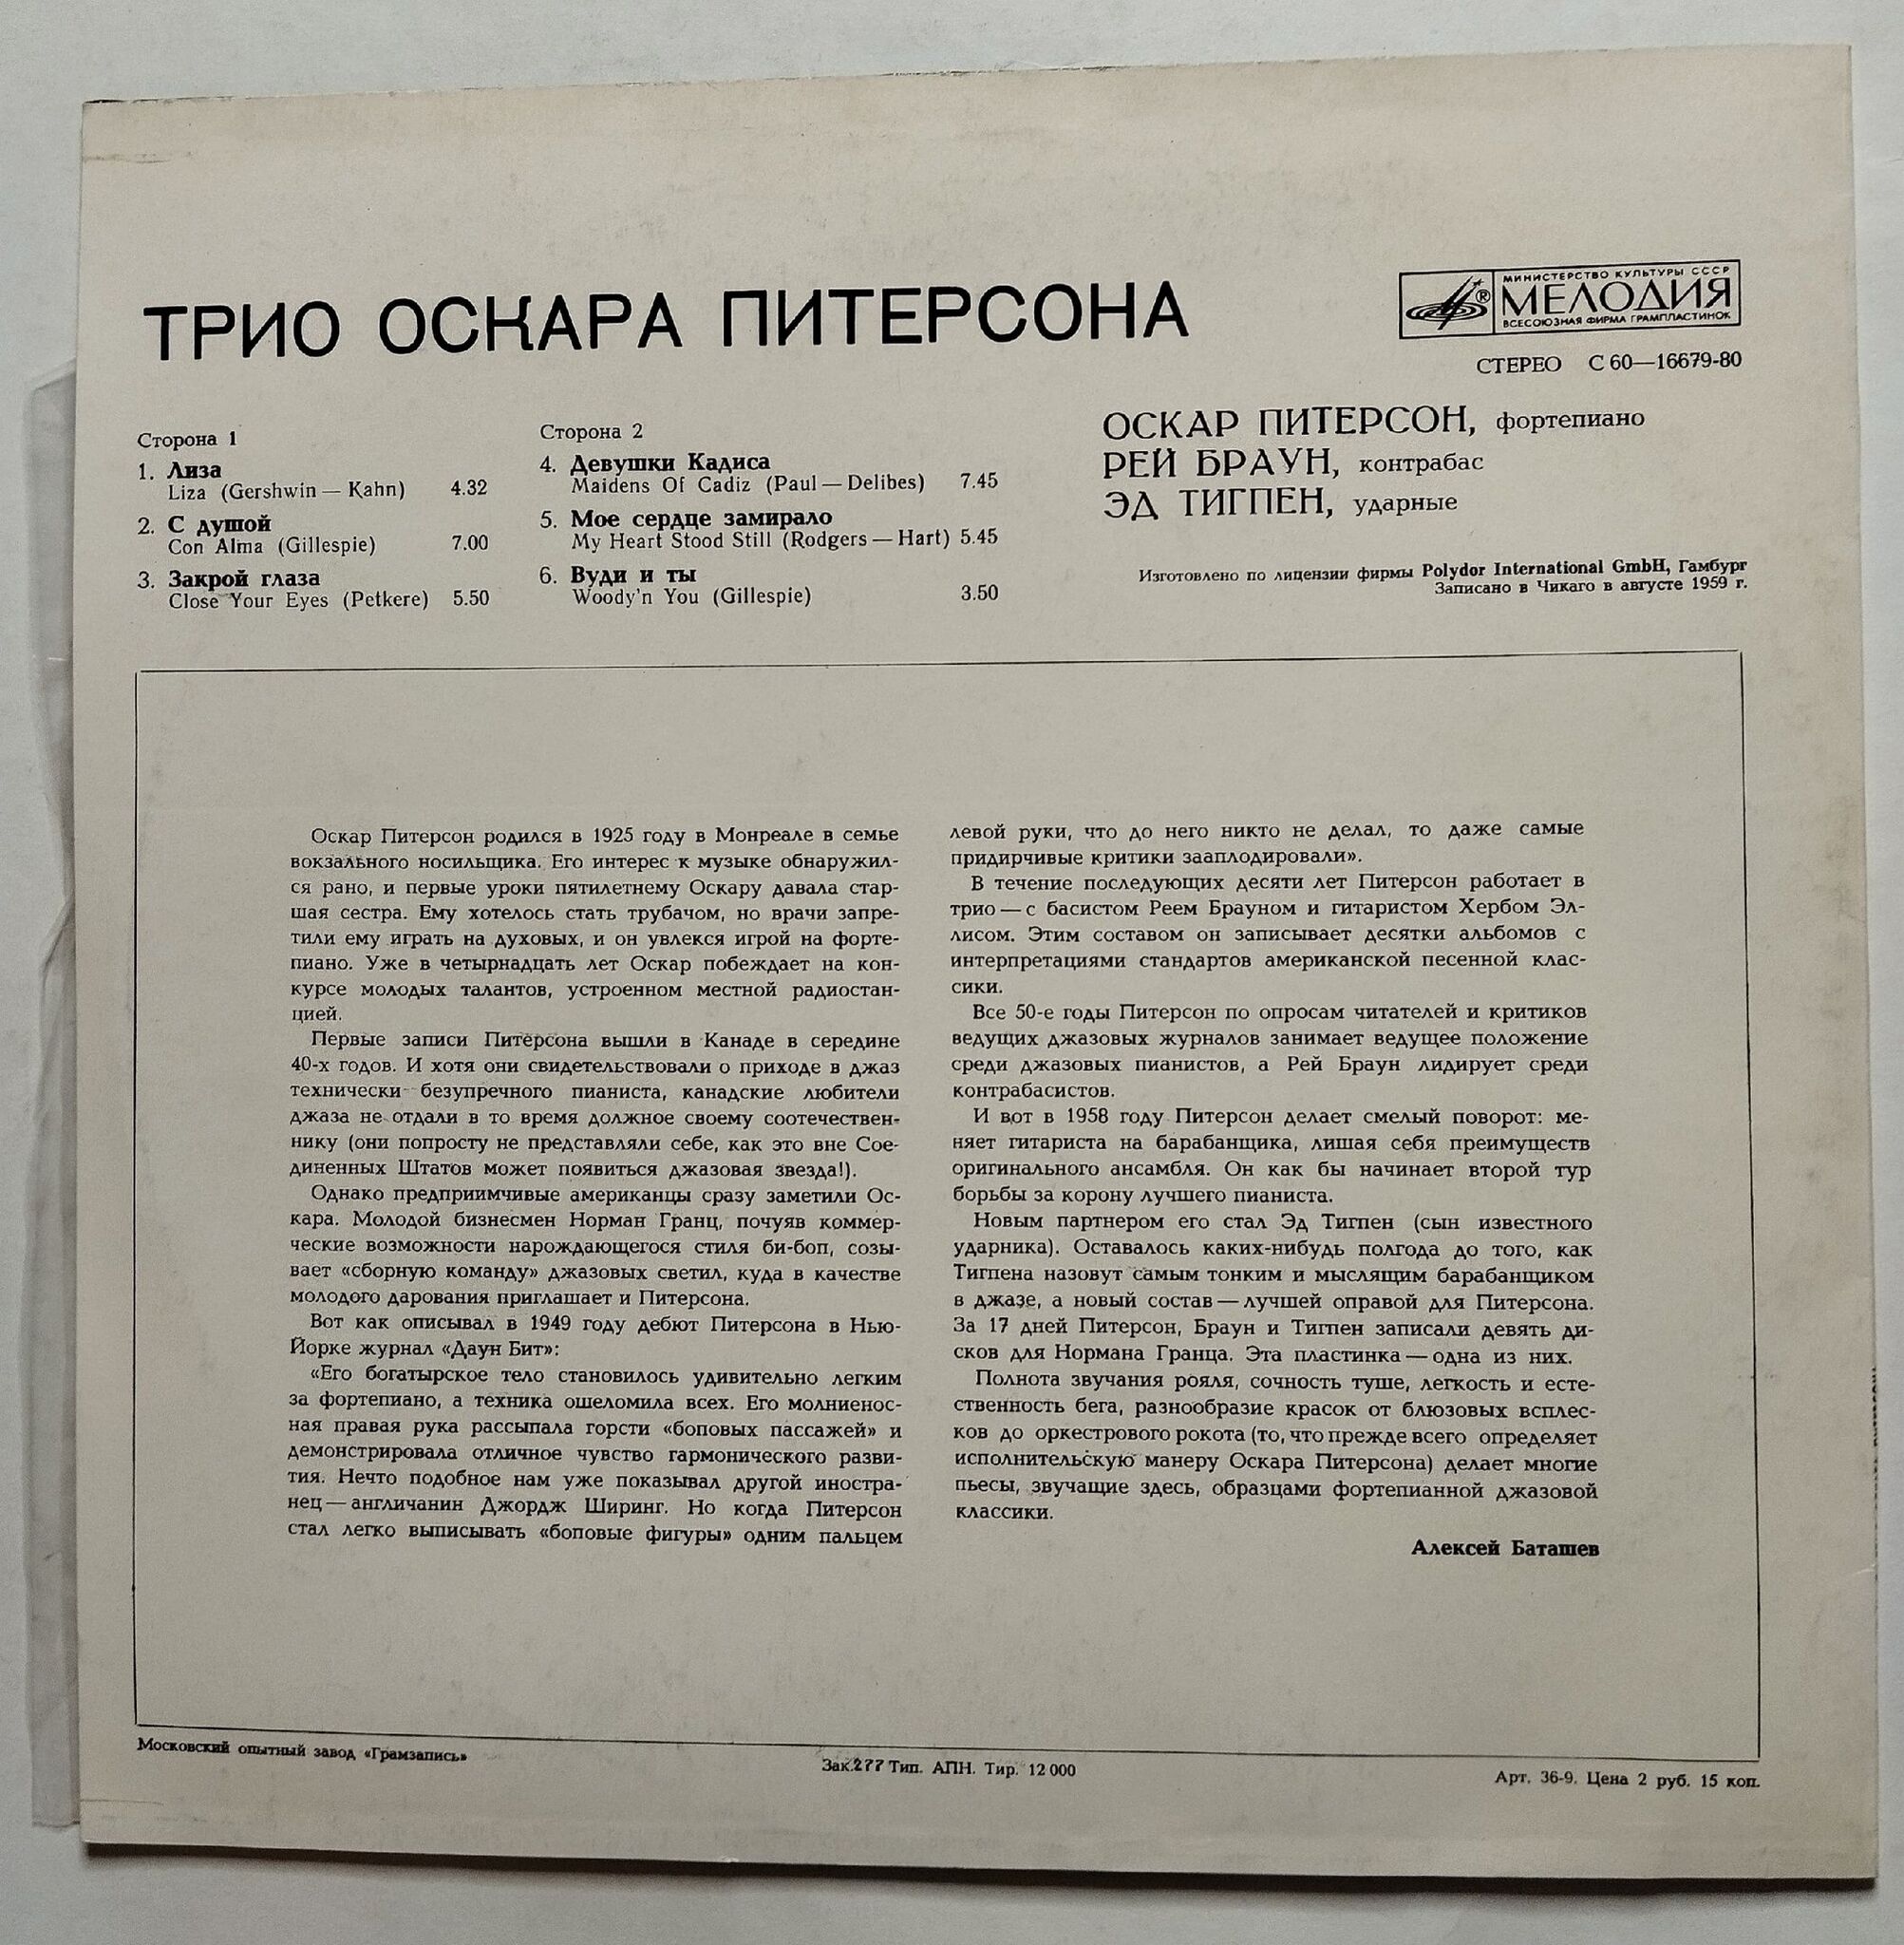 ТРИО ОСКАРА ПИТЕРСОНА
МИНИСТЕРСТВО КУЛЬТУРЫ СССР
МЕЛОДИЯ
ВСЕСОЮЗНАЯ ФИРМА ГРАМПЛАСТИНОК
СТЕРЕО С 60—16679-80
Сторона 1
1. Лиза
Liza (Gershwin — Kahn) 4.32
2. С душой
Con Alma (Gillespie) 7.00
3. Закрой глаза
Close Your Eyes (Petkere) 5.50
Сторона 2
4. Девушки Кадиса
Maidens Of Cadiz (Paul — Delibes) 7.45
5. Мое сердце замирало
My Heart Stood Still (Rodgers — Hart) 5.45
6. Вуди и ты
Woody'n You (Gillespie) 3.50
ОСКАР ПИТЕРСОН, фортепиано
РЕЙ БРАУН, контрабас
ЭД ТИГПЕН, ударные
Изготовлено по лицензии фирмы Polydor International GmbH, Гамбург
Записано в Чикаго в августе 1959 г.
Оскар Питерсон родился в 1925 году в Монреале в семье
вокзального носильщика. Его интерес к музыке обнаружил-
ся рано, и первые уроки пятилетнему Оскару давала стар-
шая сестра. Ему хотелось стать трубачом, но врачи запре-
тили ему играть на духовых, и он увлекся игрой на форте-
пиано. Уже в четырнадцать лет Оскар побеждает на кон-
курсе молодых талантов, устроенном местной радиостан-
цией.
Первые записи Питерсона вышли в Канаде в середине
40-х годов. И хотя они свидетельствовали о приходе в джаз
технически безупречного пианиста, канадские любители
джаза не отдали в то время должное своему соотечествен-
нику (они попросту не представляли себе, как это вне Сое-
диненных Штатов может появиться джазовая звезда!).
Однако предприимчивые американцы сразу заметили Ос-
кара. Молодой бизнесмен Норман Гранц, почуяв коммер-
ческие возможности нарождающегося стиля би-боп, созы-
вает «сборную команду» джазовых светил, куда в качестве
молодого дарования приглашает и Питерсона.
Вот как описывал в 1949 году дебют Питерсона в Нью-
Йорке журнал «Даун Бит»:
«Его богатырское тело становилось удивительно легким
за фортепиано, а техника ошеломила всех. Его молниенос-
ная правая рука рассыпала горсти «боповых пассажей» и
демонстрировала отличное чувство гармонического разви-
тия. Нечто подобное нам уже показывал другой иностра-
нец — англичанин Джордж Ширинг. Но когда Питерсон
стал легко выписывать «боповые фигуры» одним пальцем
левой руки, что до него никто не делал, то даже самые
придирчивые критики зааплодировали».
В течение последующих десяти лет Питерсон работает в
трио — с басистом Реем Брауном и гитаристом Хербом Эл-
лисом. Этим составом он записывает десятки альбомов с
интерпретациями стандартов американской песенной клас-
сики.
Все 50-е годы Питерсон по опросам читателей и критиков
ведущих джазовых журналов занимает ведущее положение
среди джазовых пианистов, а Рей Браун лидирует среди
контрабасистов.
И вот в 1958 году Питерсон делает смелый поворот: ме-
няет гитариста на барабанщика, лишая себя преимуществ
оригинального ансамбля. Он как бы начинает второй тур
борьбы за корону лучшего пианиста.
Новым партнером его стал Эд Тигпен (сын известного
ударника). Оставалось каких-нибудь полгода до того, как
Тигпена назовут самым тонким и мыслящим барабанщиком
в джазе, а новый состав — лучшей оправой для Питерсона.
За 17 дней Питерсон, Браун и Тигпен записали девять ди-
сков для Нормана Гранца. Эта пластинка — одна из них.
Полнота звучания рояля, сочность туше, легкость и есте-
ственность бега, разнообразие красок от блюзовых всплес-
ков до оркестрового рокота (то, что прежде всего определяет
исполнительскую манеру Оскара Питерсона) делает многие
пьесы, звучащие здесь, образцами фортепианной джазовой
классики.
Алексей Баташев
Московский опытный завод «Грамзапись»
Зак.277 Тип. АПН. Тир. 12 000
Арт. 36-9. Цена 2 руб. 15 коп.